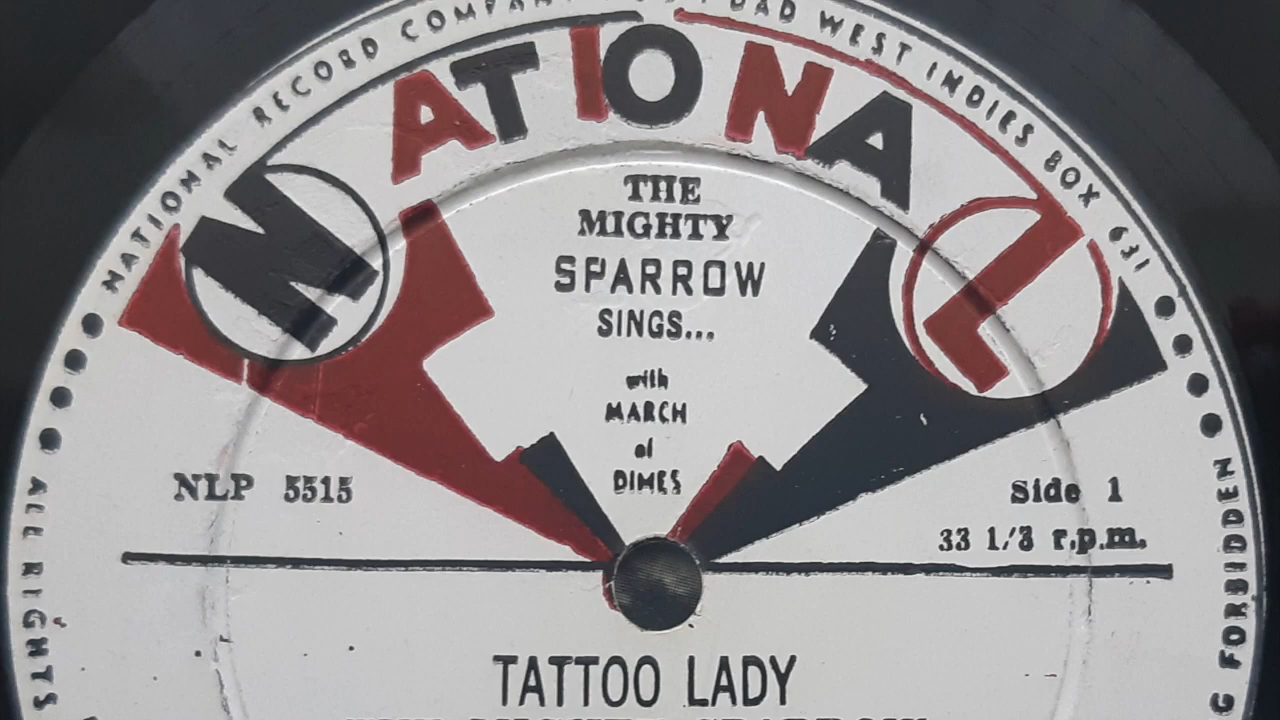 NATIONAL RECORD COMPANY
WEST INDIES BOX 631
NATIONAL
THE
MIGHTY
SPARROW
SINGS...
with
MARCH
of
DIMES
NLP 5515
Side 1
33 1/3 r.p.m.
ALL RIGHTS
G FORBIDDEN
TATTOO LADY